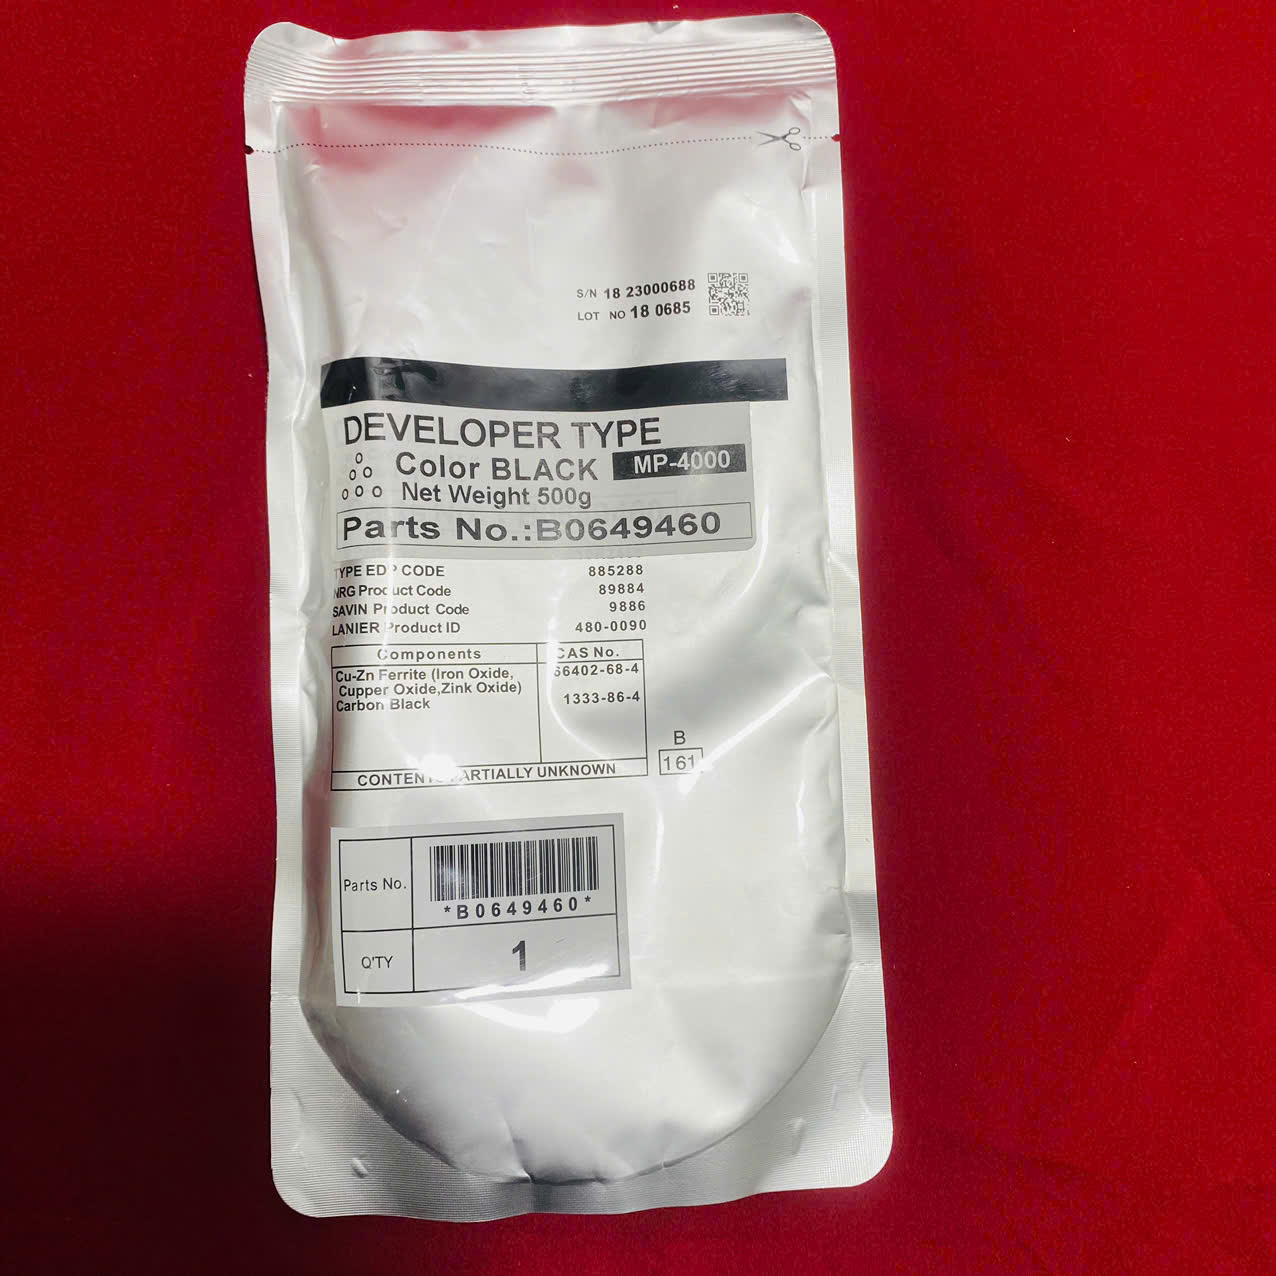 S/N 18 23000688
LOT NO 18 0685
DEVELOPER TYPE
Color BLACK MP-4000
Net Weight 500g
Parts No.:B0649460
TYPE EDP CODE 885288
NRG Product Code 89884
SAVIN Product Code 9886
LANIER Product ID 480-0090
Components CAS No.
Cu-Zn Ferrite (Iron Oxide, 66402-68-4
Cupper Oxide,Zink Oxide)
Carbon Black 1333-86-4
CONTENTS PARTIALLY UNKNOWN
B
161
Parts No.
*B0649460*
Q'TY 1